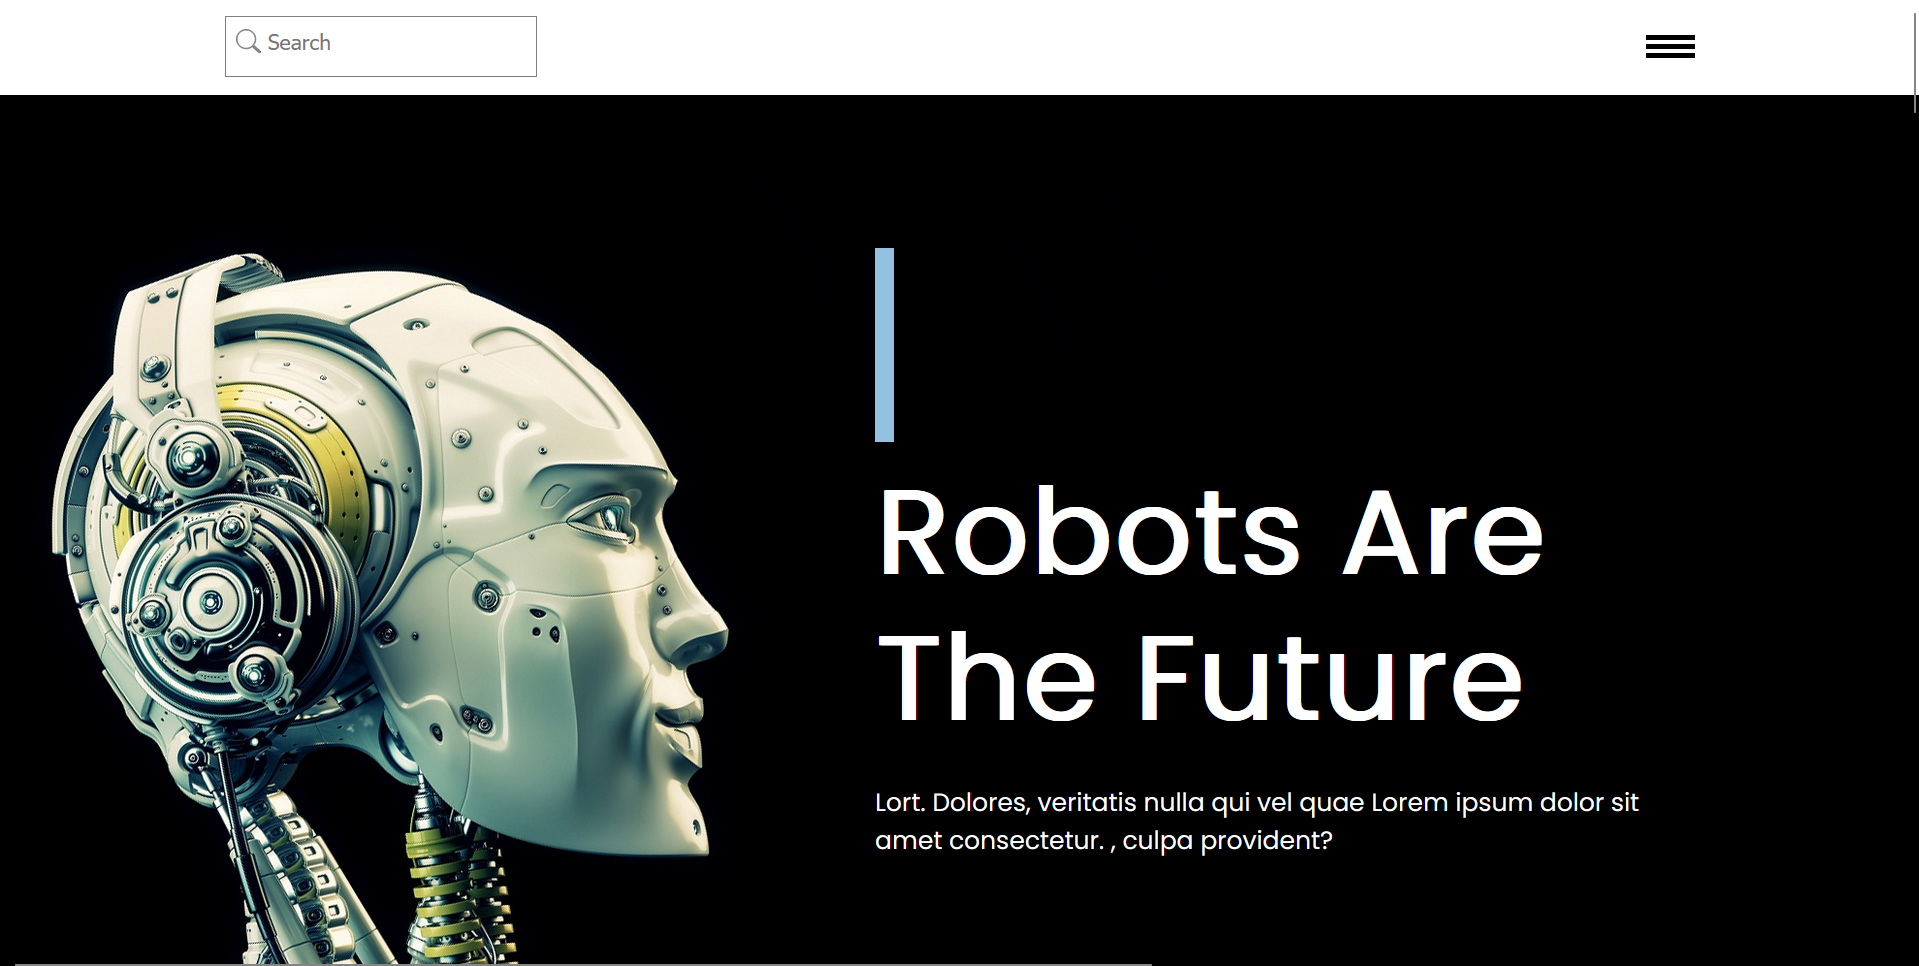 Search
Robots Are
The Future
Lort. Dolores, veritatis nulla qui vel quae Lorem ipsum dolor sit
amet consectetur. , culpa provident?